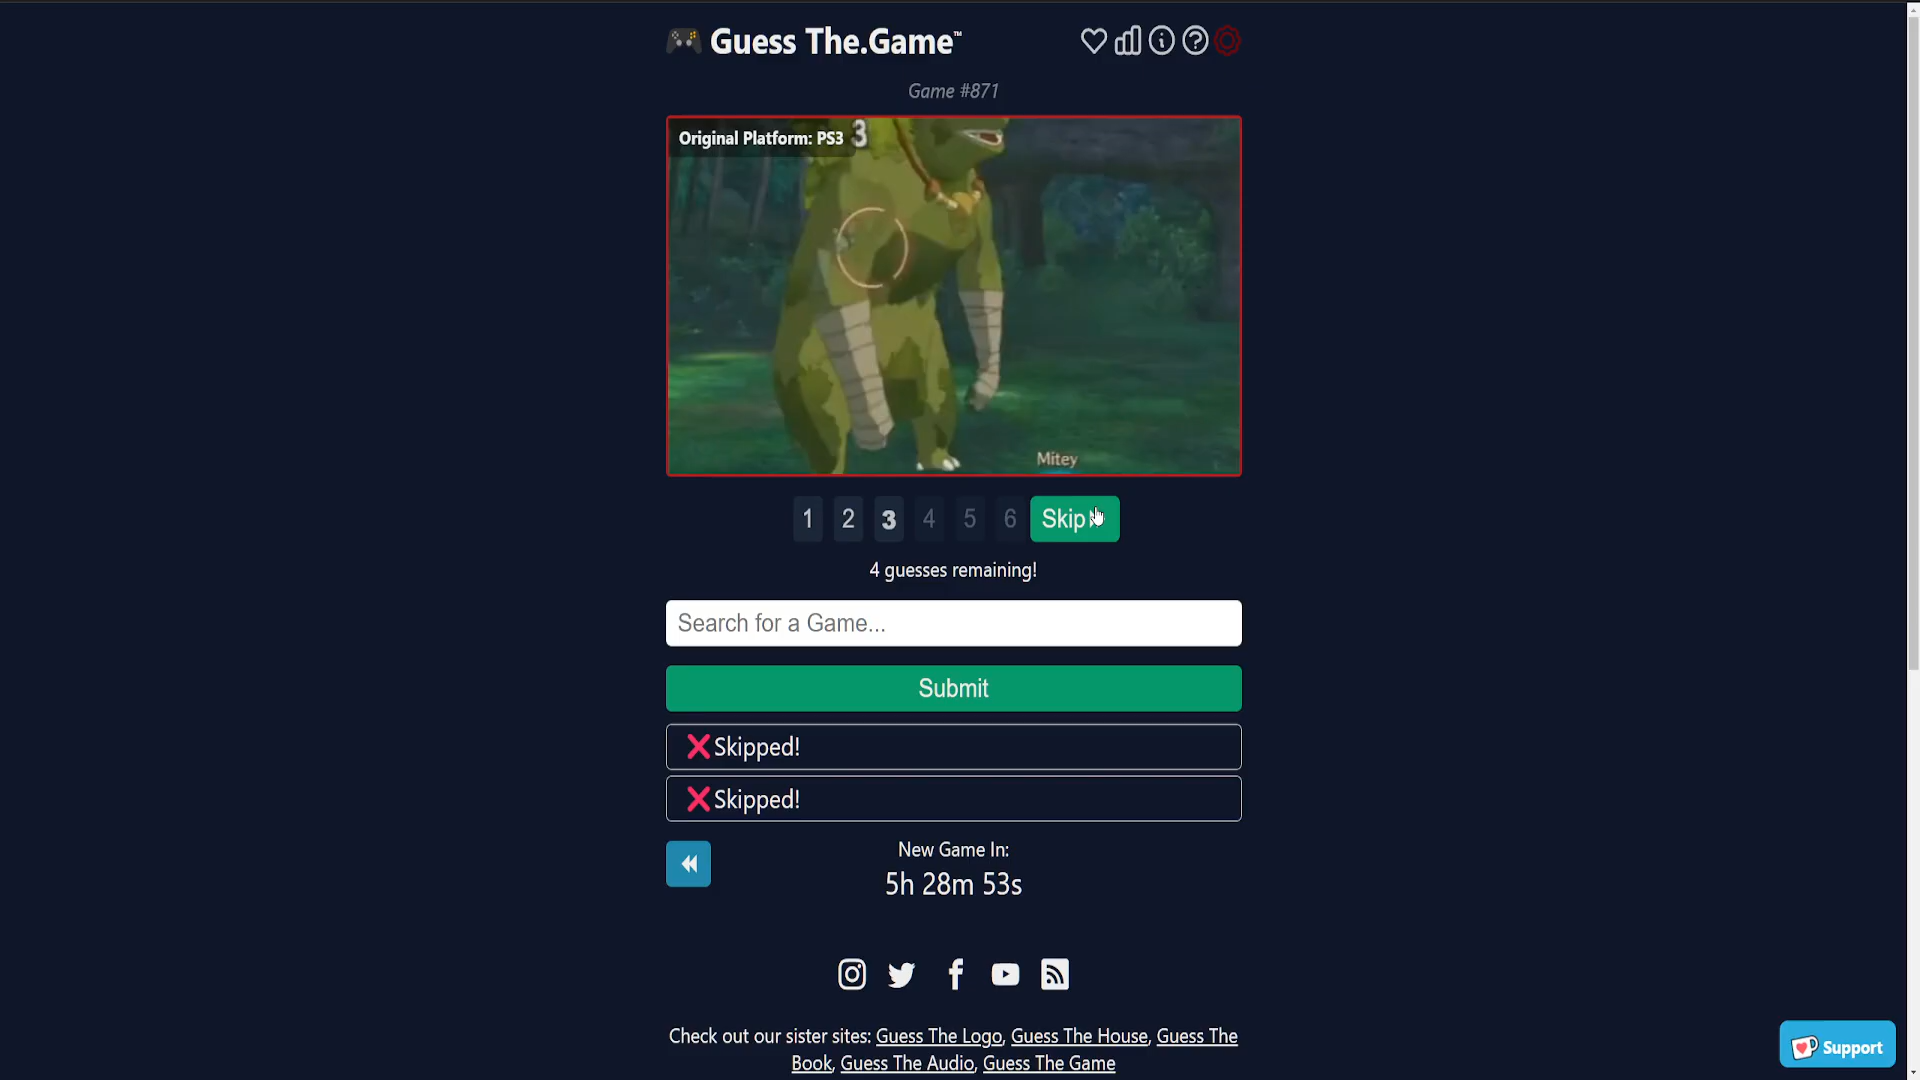 Guess The.Game™
Game #871
Original Platform: PS3
3
Mitey
1 2 3 4 5 6 Skip
4 guesses remaining!
Search for a Game...
Submit
❌Skipped!
❌Skipped!
New Game In:
5h 28m 53s
Check out our sister sites: Guess The Logo, Guess The House, Guess The
Book, Guess The Audio, Guess The Game
Support